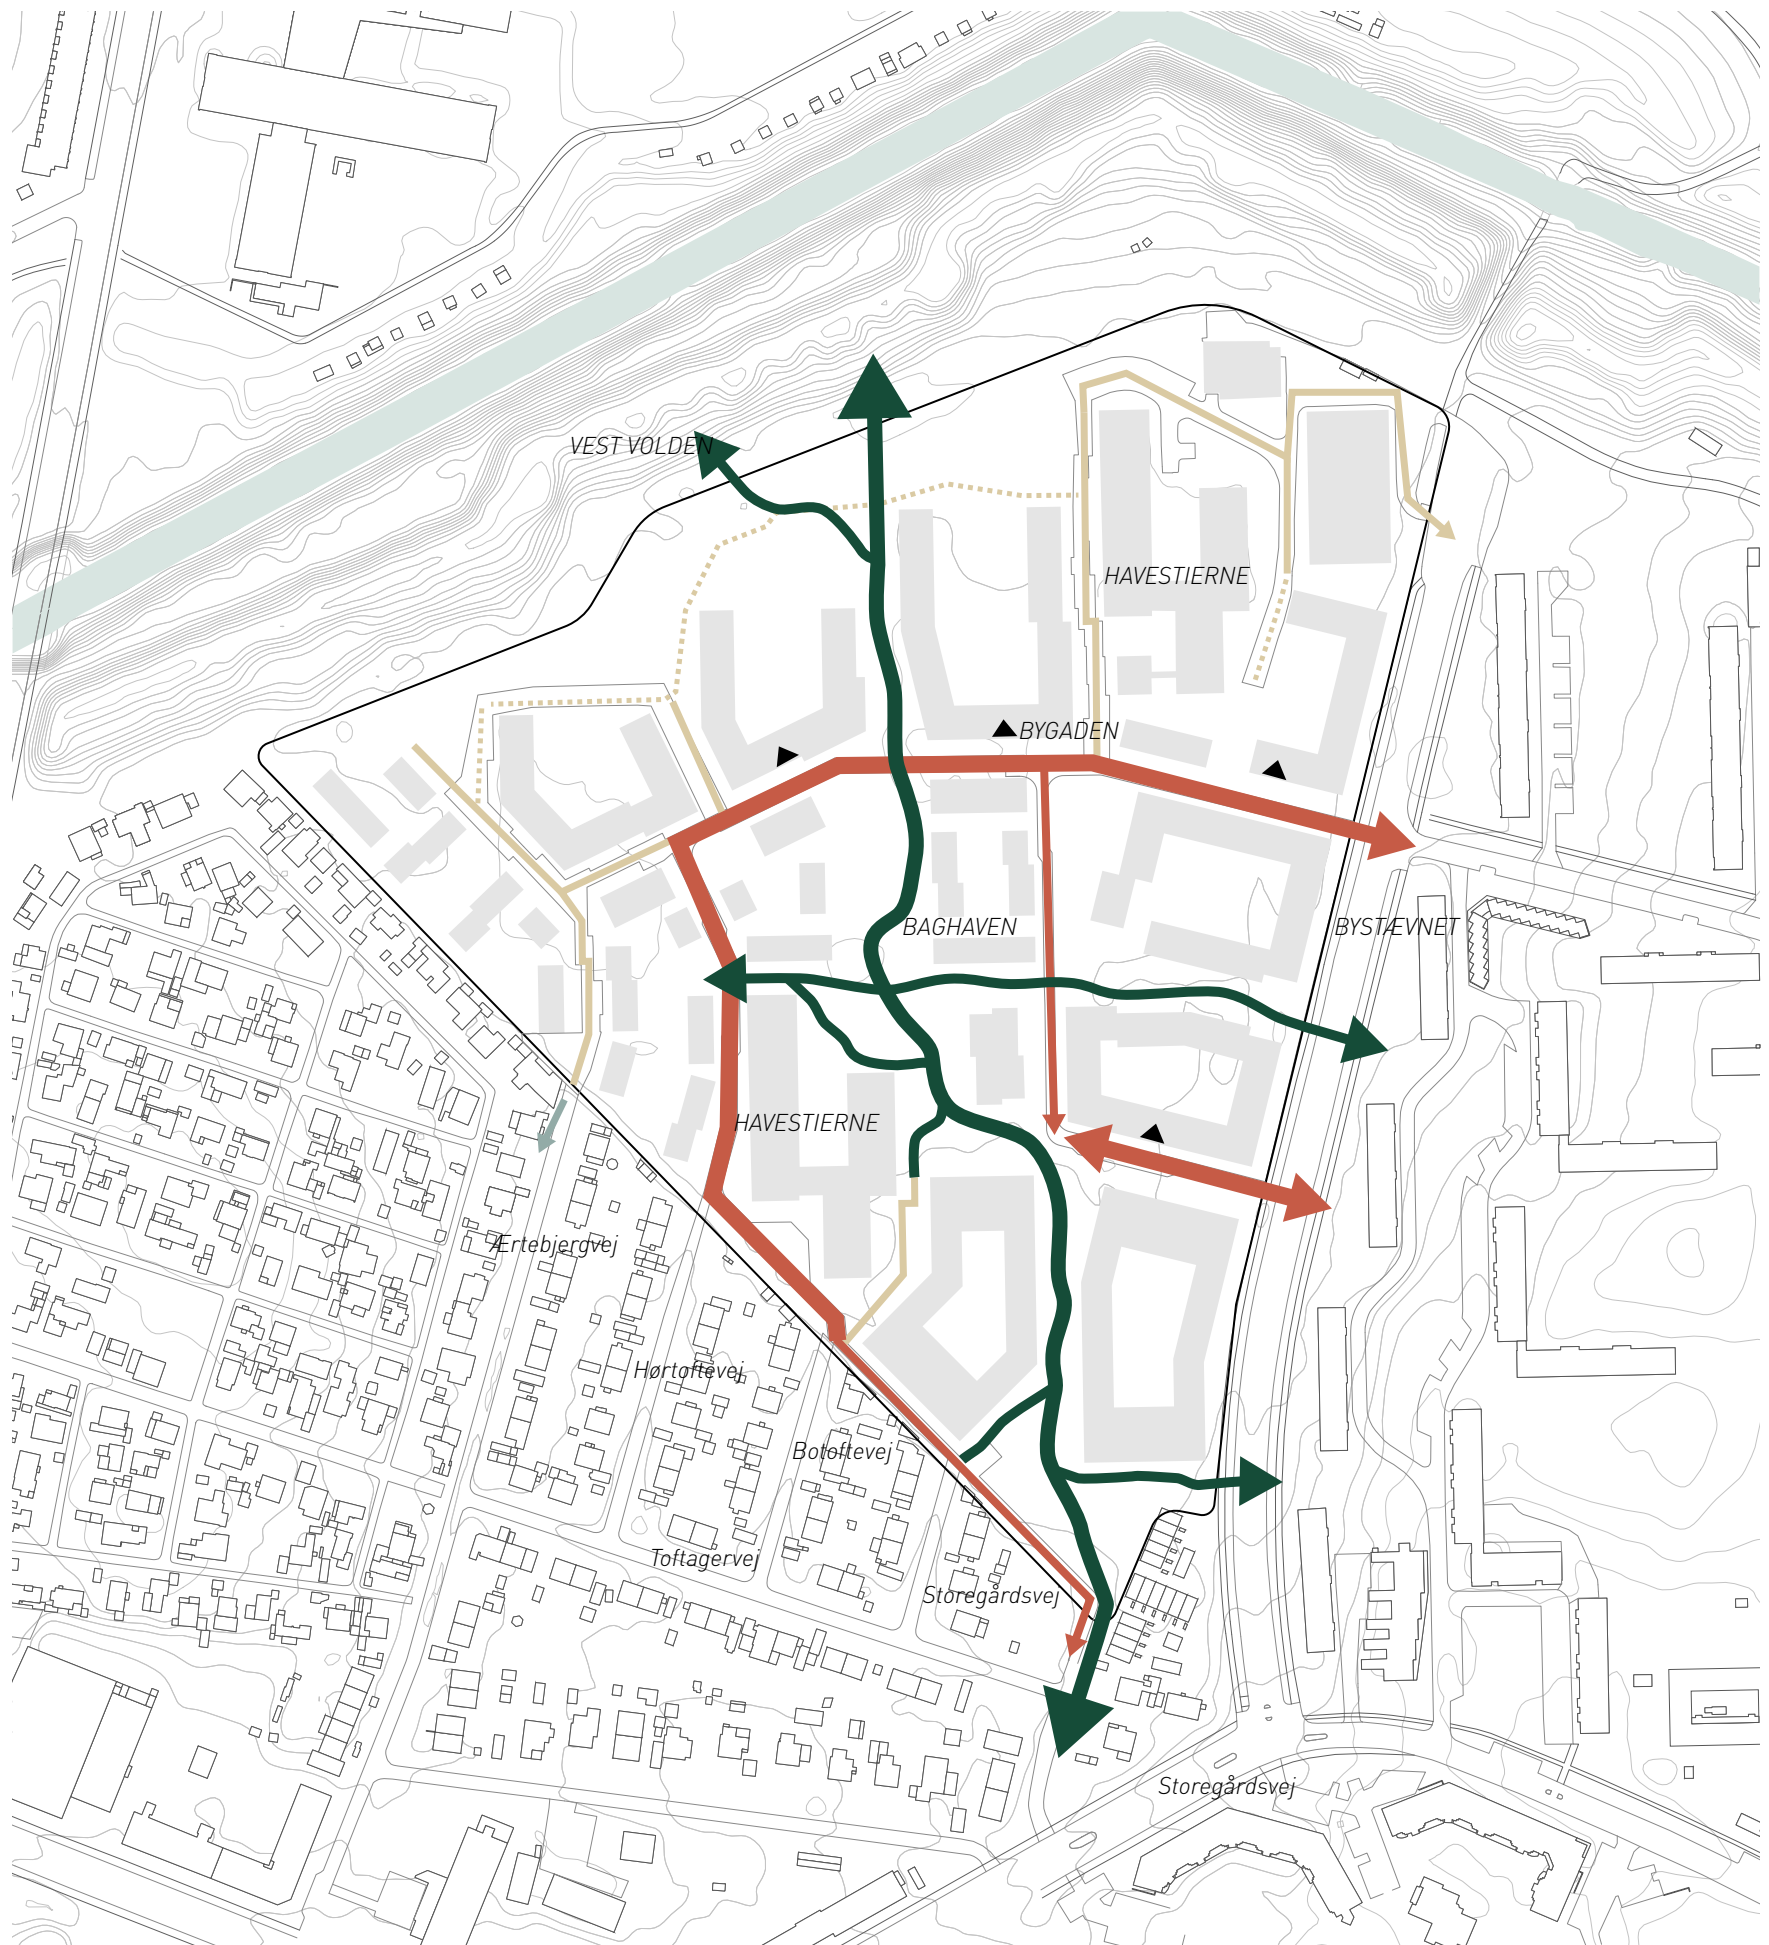 VEST VOLDEN
HAVESTIERNE
BYGADEN
BAGHAVEN
BYSTÆVNET
HAVESTIERNE
Ærtebjergvej
Hørtoftevej
Botoftevej
Toftagervej
Storegårdsvej
Storegårdsvej